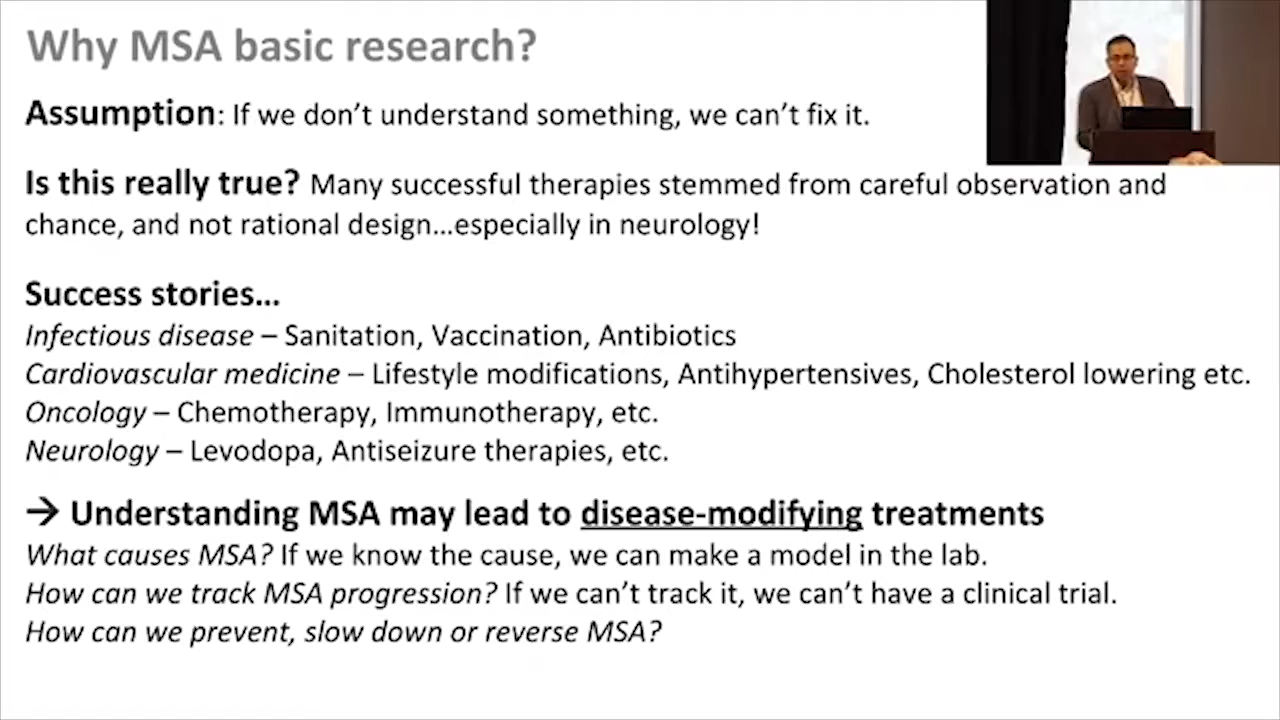 Why MSA basic research?
Assumption: If we don’t understand something, we can’t fix it.
Is this really true? Many successful therapies stemmed from careful observation and
chance, and not rational design...especially in neurology!
Success stories...
Infectious disease – Sanitation, Vaccination, Antibiotics
Cardiovascular medicine – Lifestyle modifications, Antihypertensives, Cholesterol lowering etc.
Oncology – Chemotherapy, Immunotherapy, etc.
Neurology – Levodopa, Antiseizure therapies, etc.
→ Understanding MSA may lead to disease-modifying treatments
What causes MSA? If we know the cause, we can make a model in the lab.
How can we track MSA progression? If we can’t track it, we can’t have a clinical trial.
How can we prevent, slow down or reverse MSA?